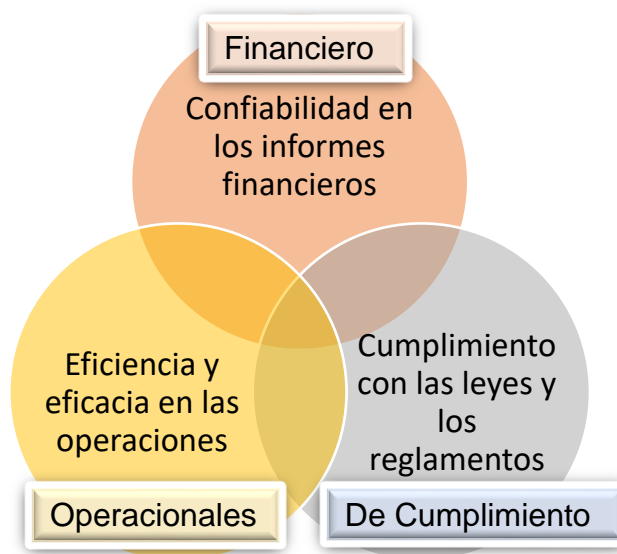 Financiero
Confiabilidad en
los informes
financieros
Eficiencia y
eficacia en las
operaciones
Operacionales
Cumplimiento
con las leyes y
los
reglamentos
De Cumplimiento